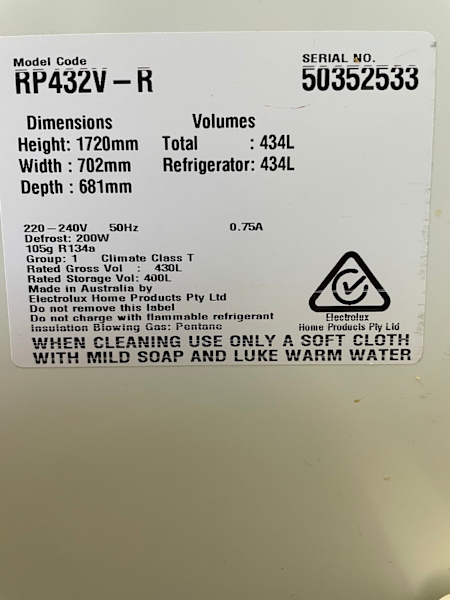 Model Code
RP432V-R
SERIAL NO.
50352533
Dimensions
Height: 1720mm
Width : 702mm
Depth : 681mm
Volumes
Total : 434L
Refrigerator: 434L
220-240V 50Hz 0.75A
Defrost: 200W
105g R134a
Group: 1 Climate Class T
Rated Gross Vol : 430L
Rated Storage Vol: 400L
Made in Australia by
Electrolux Home Products Pty Ltd
Do not remove this label
Do not charge with flammable refrigerant
Insulation Blowing Gas: Pentane
Electrolux
Home Products Pty Ltd
WHEN CLEANING USE ONLY A SOFT CLOTH
WITH MILD SOAP AND LUKE WARM WATER